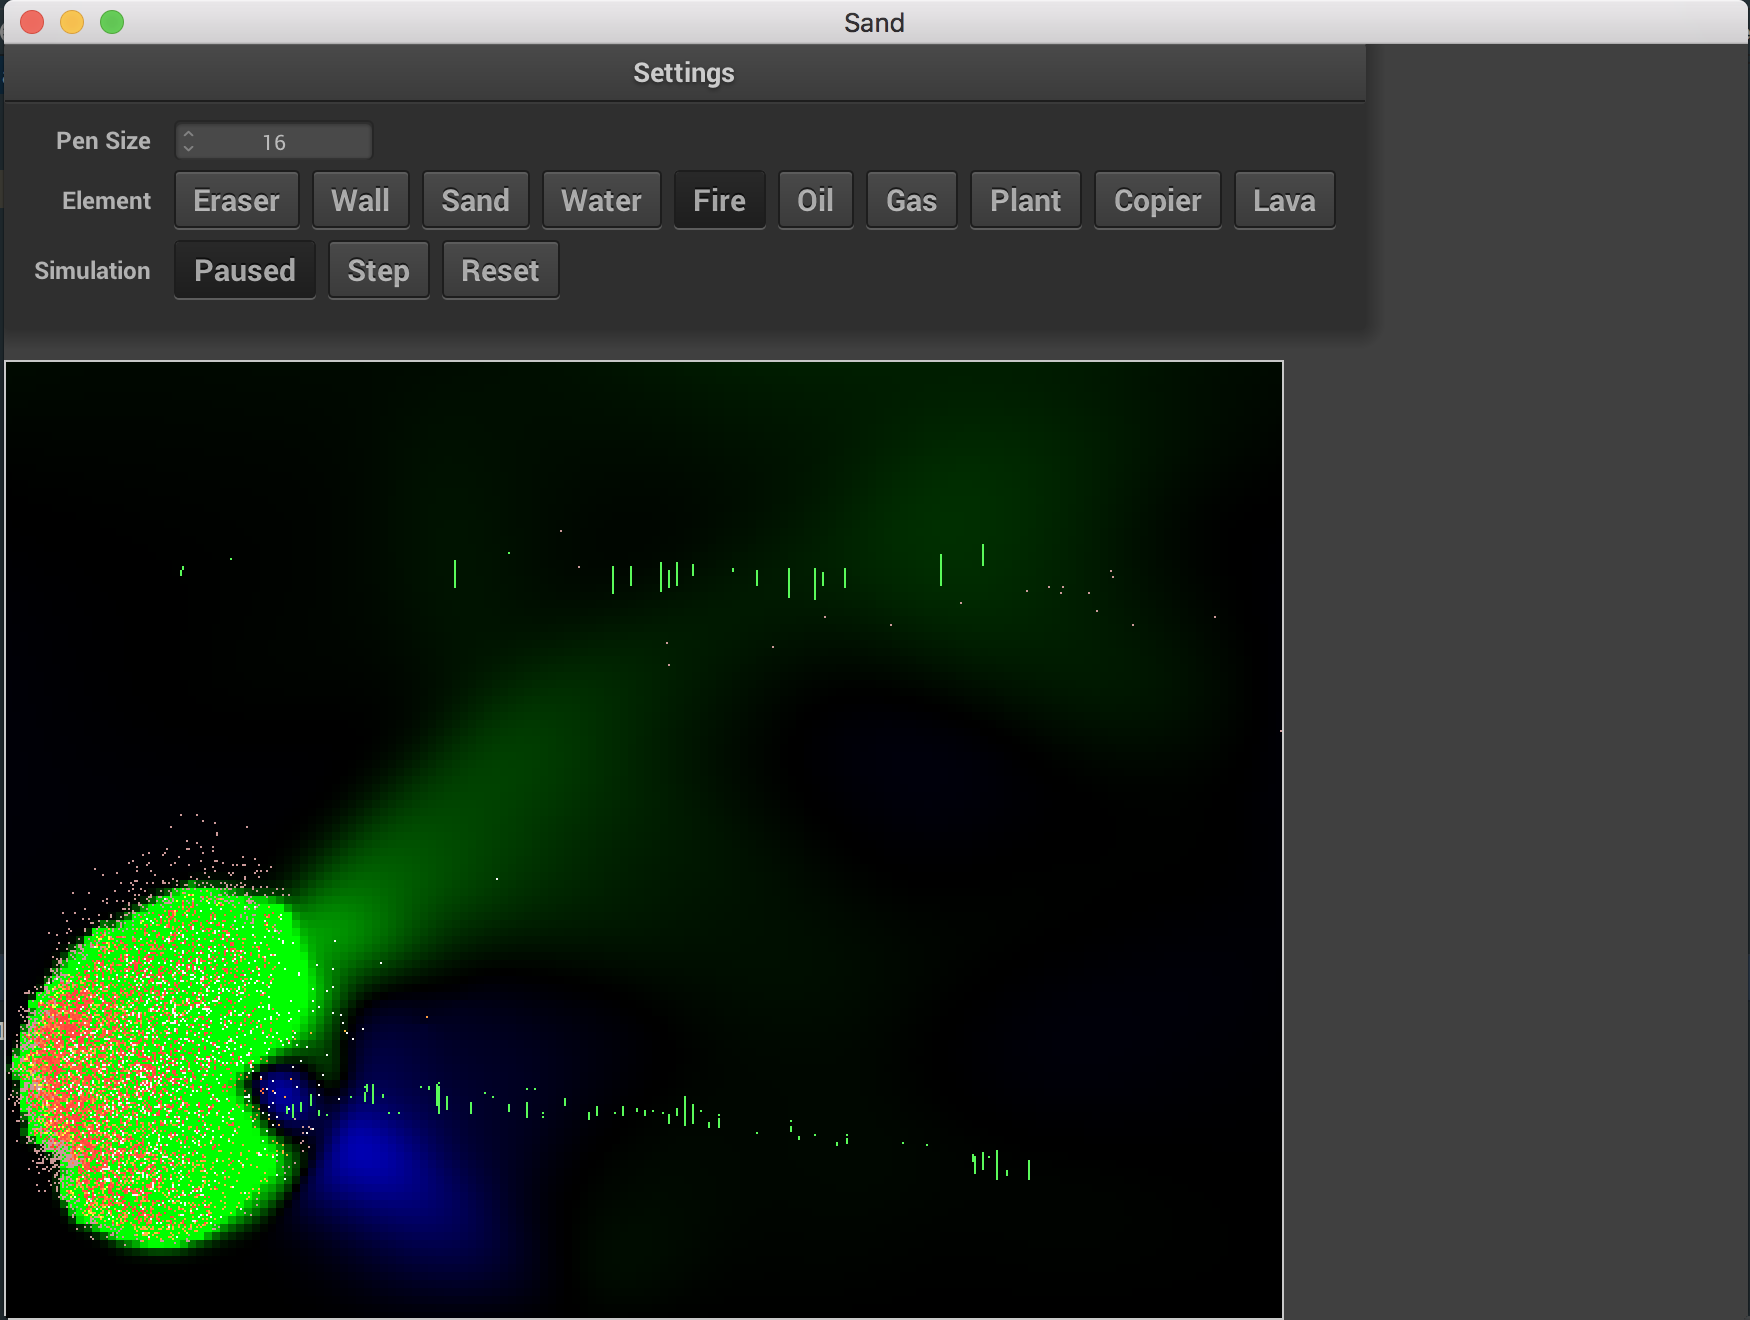 Sand
Settings
Pen Size 16
Element Eraser Wall Sand Water Fire Oil Gas Plant Copier Lava
Simulation Paused Step Reset